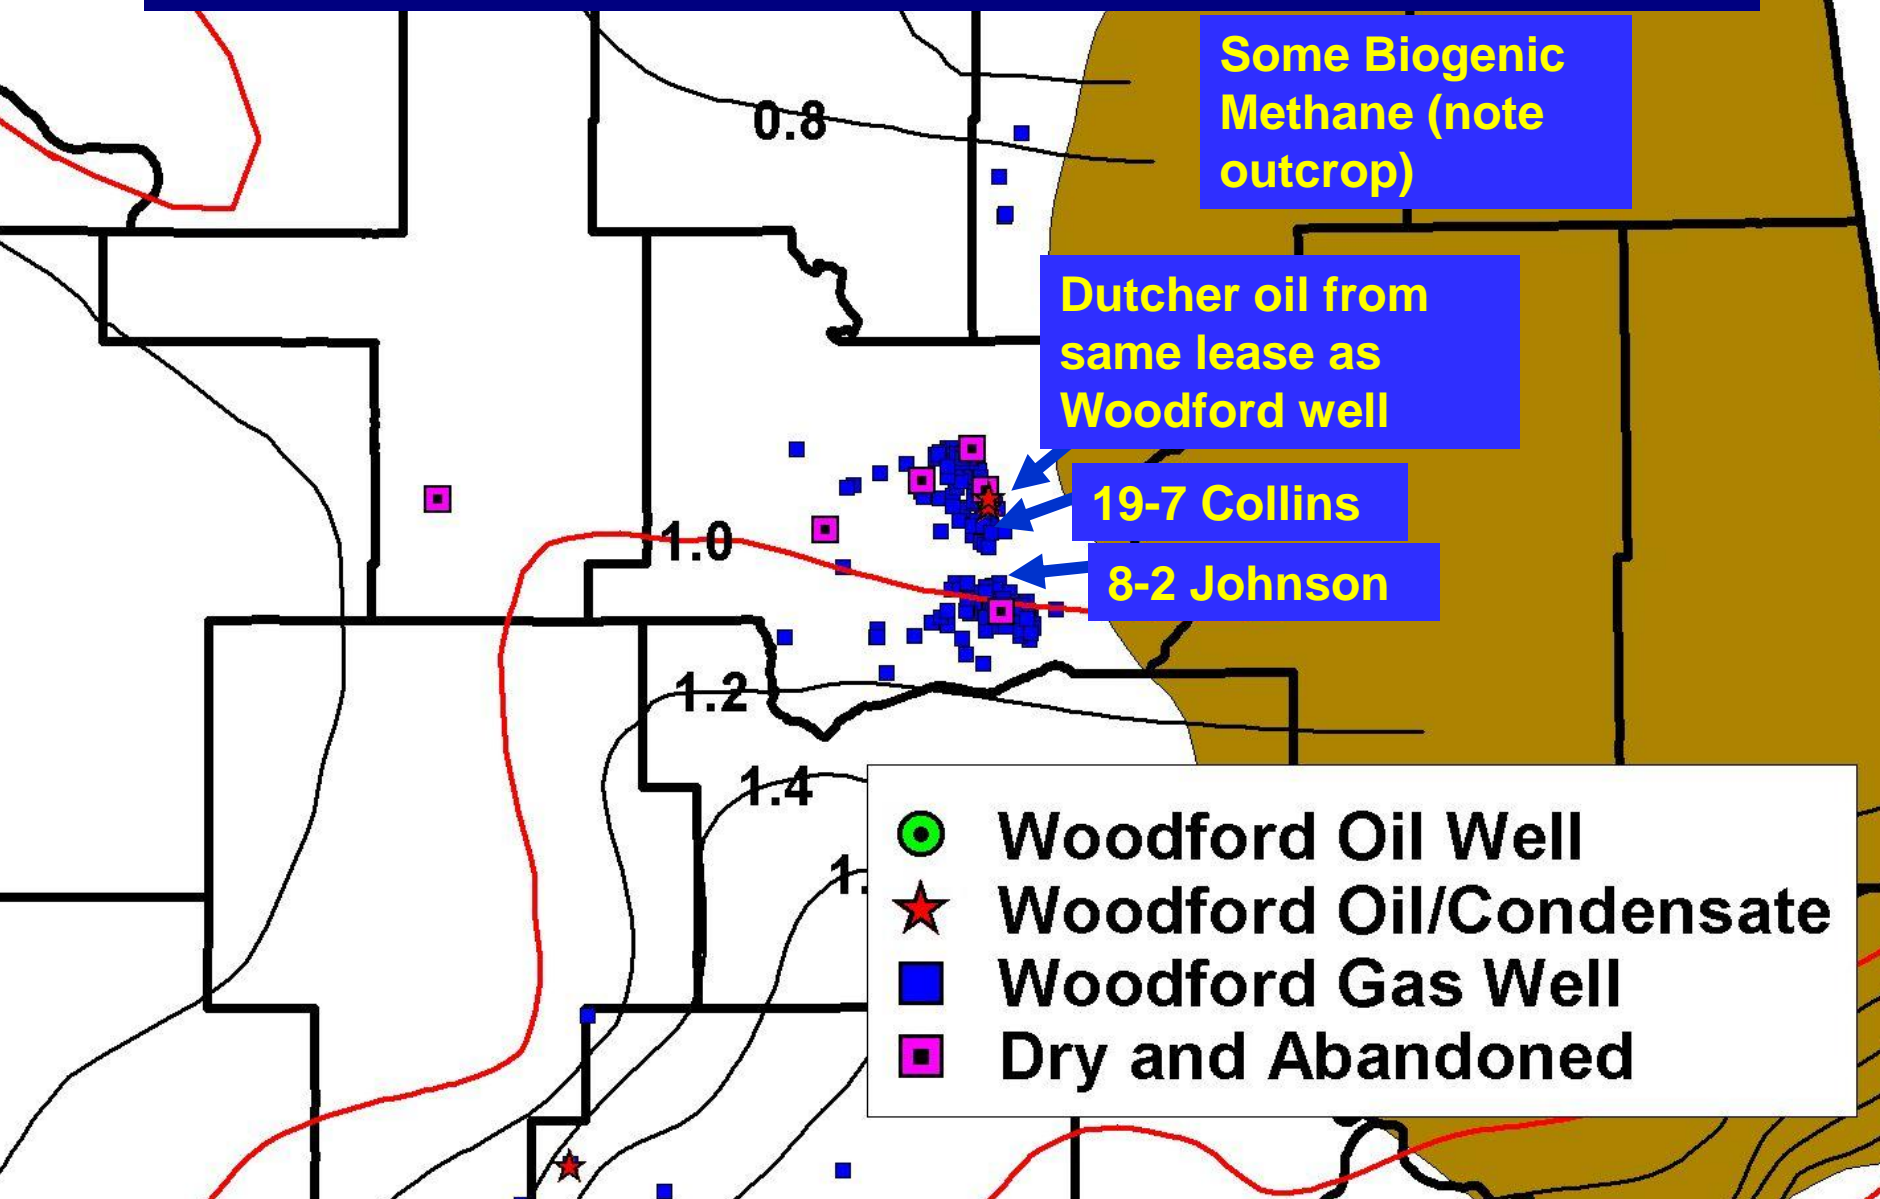 Some Biogenic
Methane (note
outcrop)
0.8
Dutcher oil from
same lease as
Woodford well
19-7 Collins
1.0
8-2 Johnson
1.2
1.4
1.
Woodford Oil Well
Woodford Oil/Condensate
Woodford Gas Well
Dry and Abandoned